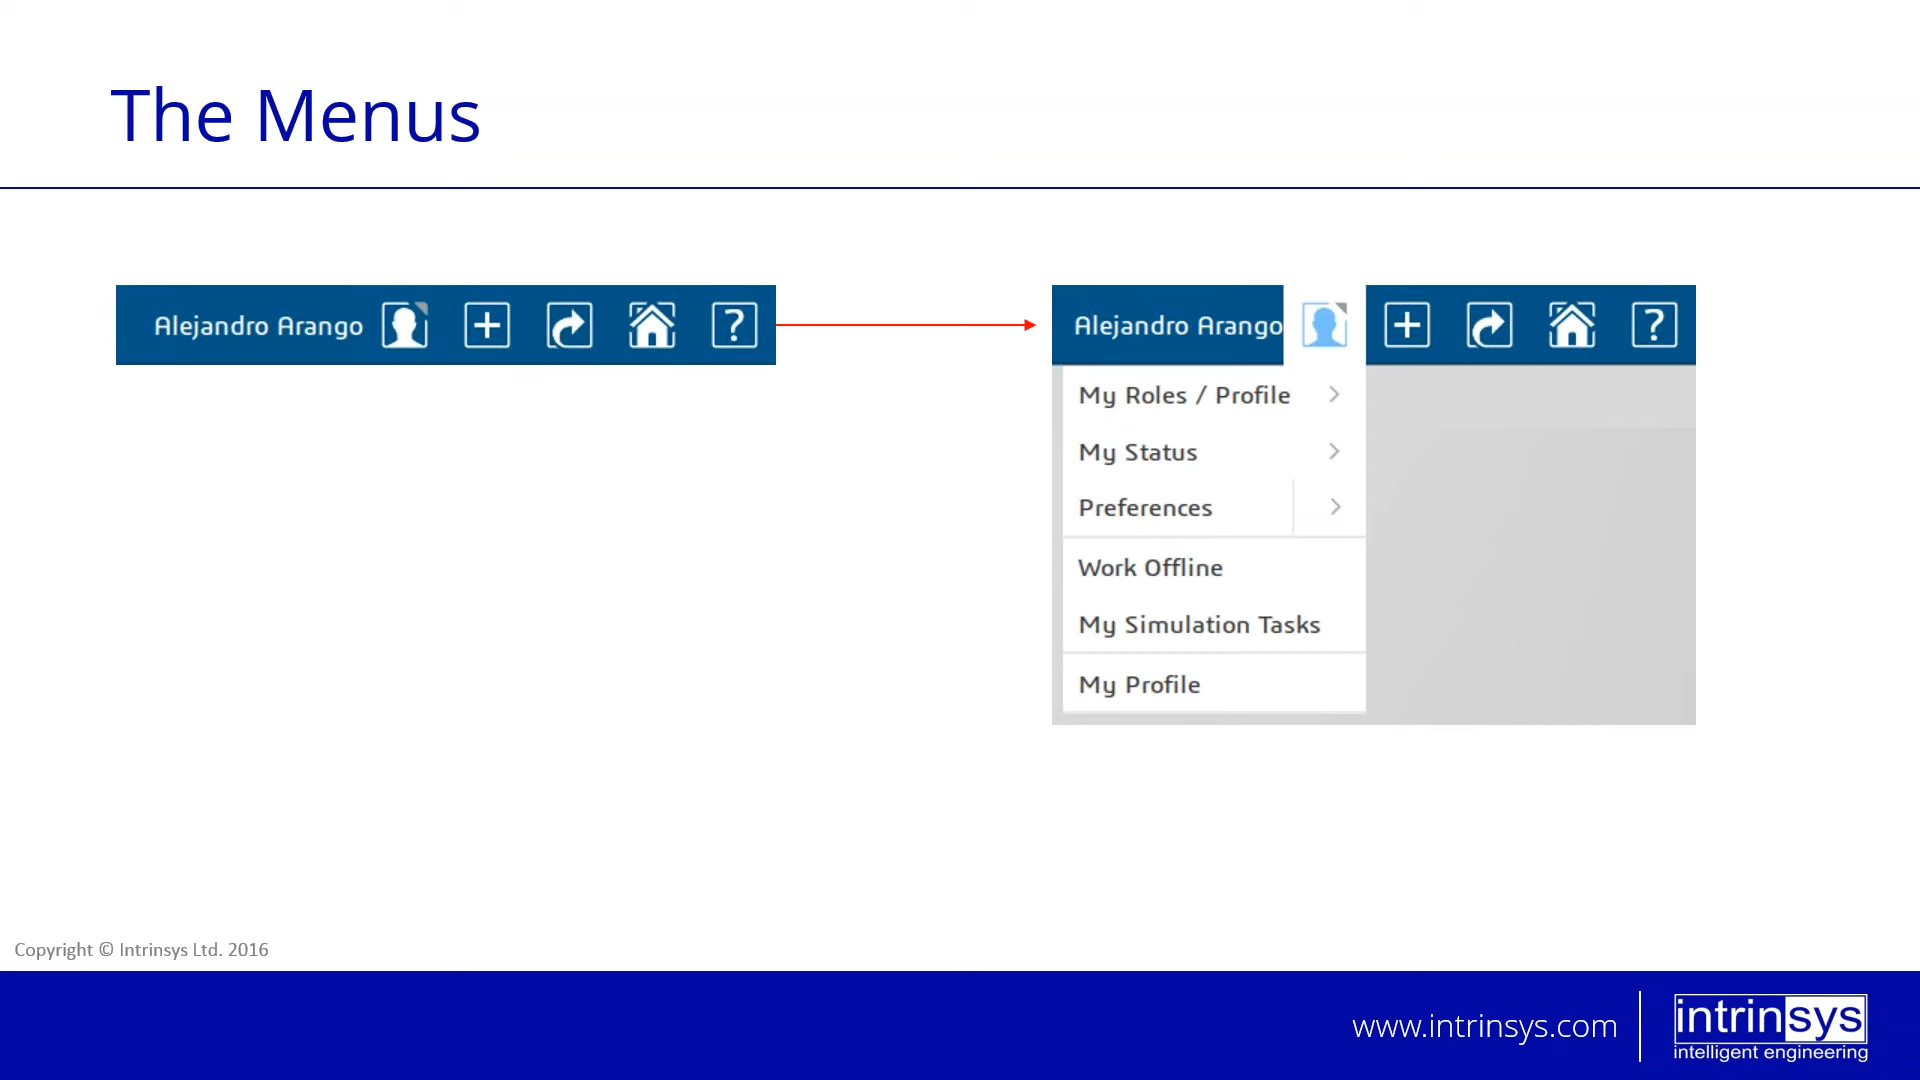 The Menus
Alejandro Arango
?
Alejandro Arango
?
My Roles / Profile
My Status
Preferences
Work Offline
My Simulation Tasks
My Profile
Copyright © Intrinsys Ltd. 2016
www.intrinsys.com
intrinsys
intelligent engineering